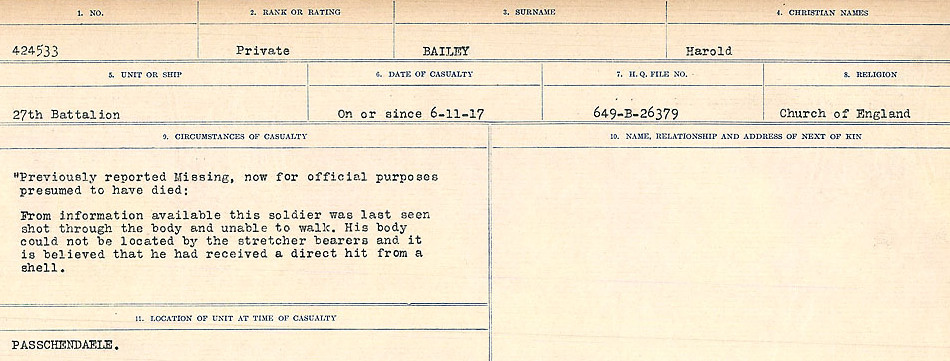 1. NO. 2. RANK OR RATING 3. SURNAME 4. CHRISTIAN NAMES
424533 Private BAILEY Harold
5. UNIT OR SHIP 6. DATE OF CASUALTY 7. H. Q. FILE NO. 8. RELIGION
27th Battalion On or since 6-11-17 649-B-26379 Church of England
9. CIRCUMSTANCES OF CASUALTY 10. NAME, RELATIONSHIP AND ADDRESS OF NEXT OF KIN
"Previously reported Missing, now for official purposes
presumed to have died:
From information available this soldier was last seen
shot through the body and unable to walk. His body
could not be located by the stretcher bearers and it
is believed that he had received a direct hit from a
shell.
11. LOCATION OF UNIT AT TIME OF CASUALTY
PASSCHENDAELE.